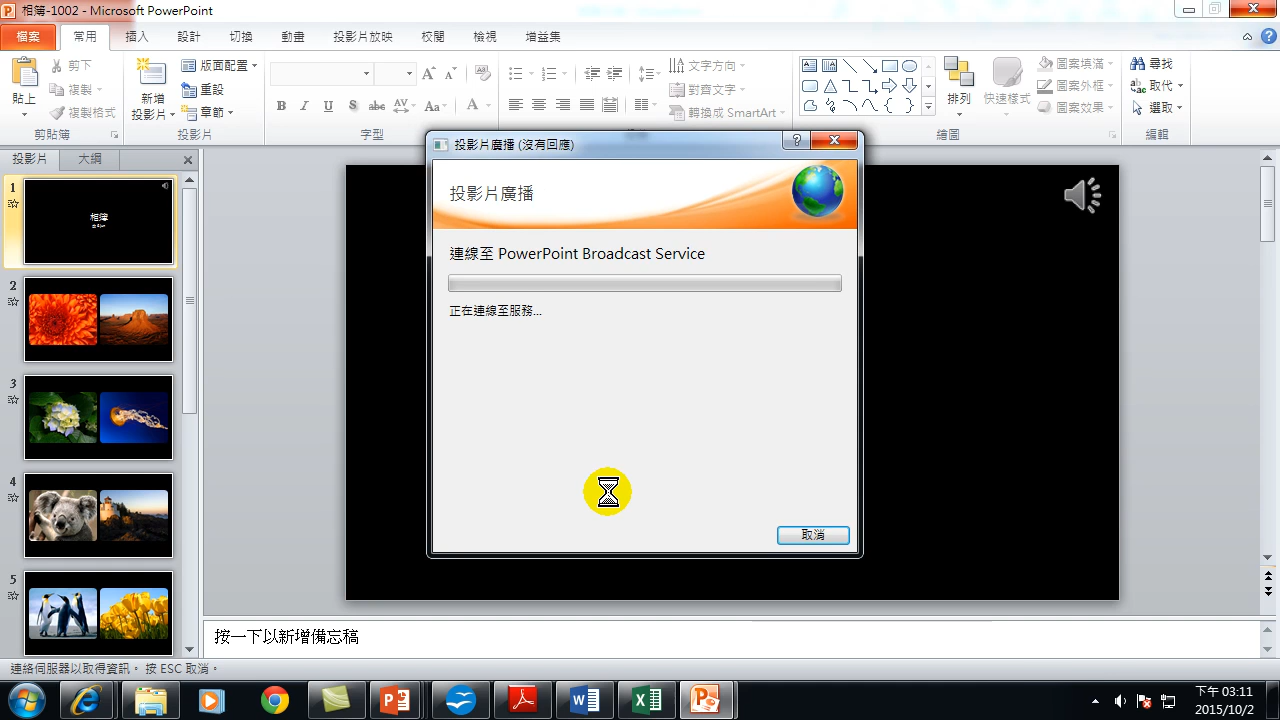 相簿-1002 - Microsoft PowerPoint
檔案
常用
插入
設計
切換
動畫
投影片放映
校閱
檢視
增益集
貼上
剪下
複製
複製格式
剪貼簿
新增
投影片
版面配置
重設
章節
投影片
B I U S abc AV Aa A
字型
文字方向
對齊文字
轉換成 SmartArt
排列
快速樣式
圖案填滿
圖案外框
圖案效果
繪圖
尋找
取代
選取
編輯
投影片
大綱
1
相簿
2
3
4
5
投影片廣播 (沒有回應)
投影片廣播
連線至 PowerPoint Broadcast Service
正在連線至服務...
取消
按一下以新增備忘稿
連絡伺服器以取得資訊。 按 ESC 取消。
下午 03:11
2015/10/2